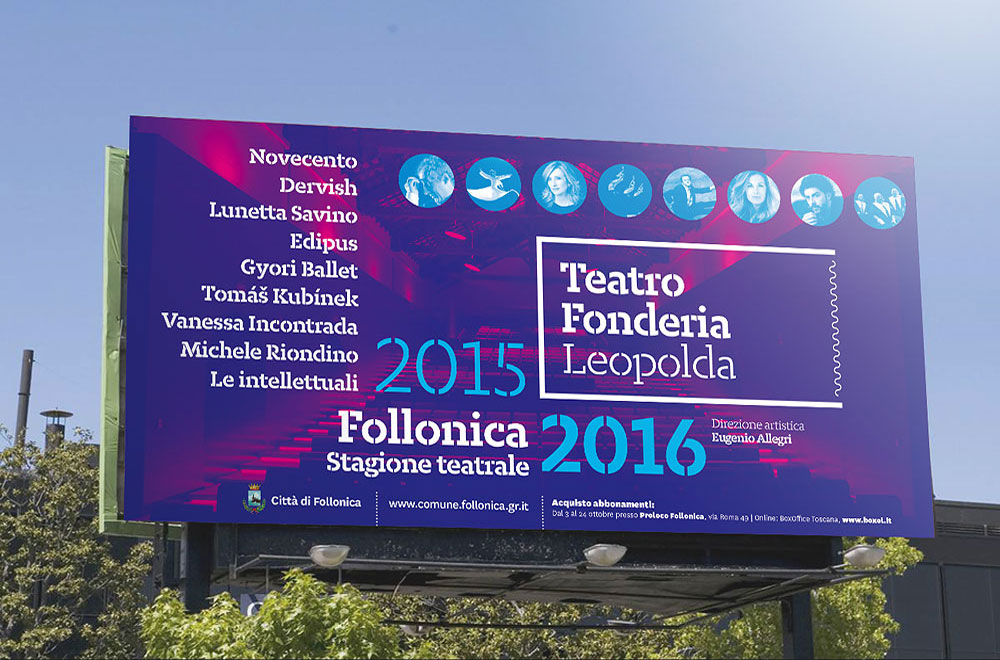 Novecento
Dervish
Lunetta Savino
Edipus
Gyori Ballet
Tomáš Kubínek
Vanessa Incontrada
Michele Riondino
Le intellettuali
Teatro
Fonderia
Leopolda
2015
Follonica
Stagione teatrale
2016
Direzione artistica
Eugenio Allegri
Città di Follonica
www.comune.follonica.gr.it
Acquisto abbonamenti:
Dal 3 al 24 ottobre presso Proloco Follonica, via Roma 49 | Online: BoxOffice Toscana, www.boxol.it